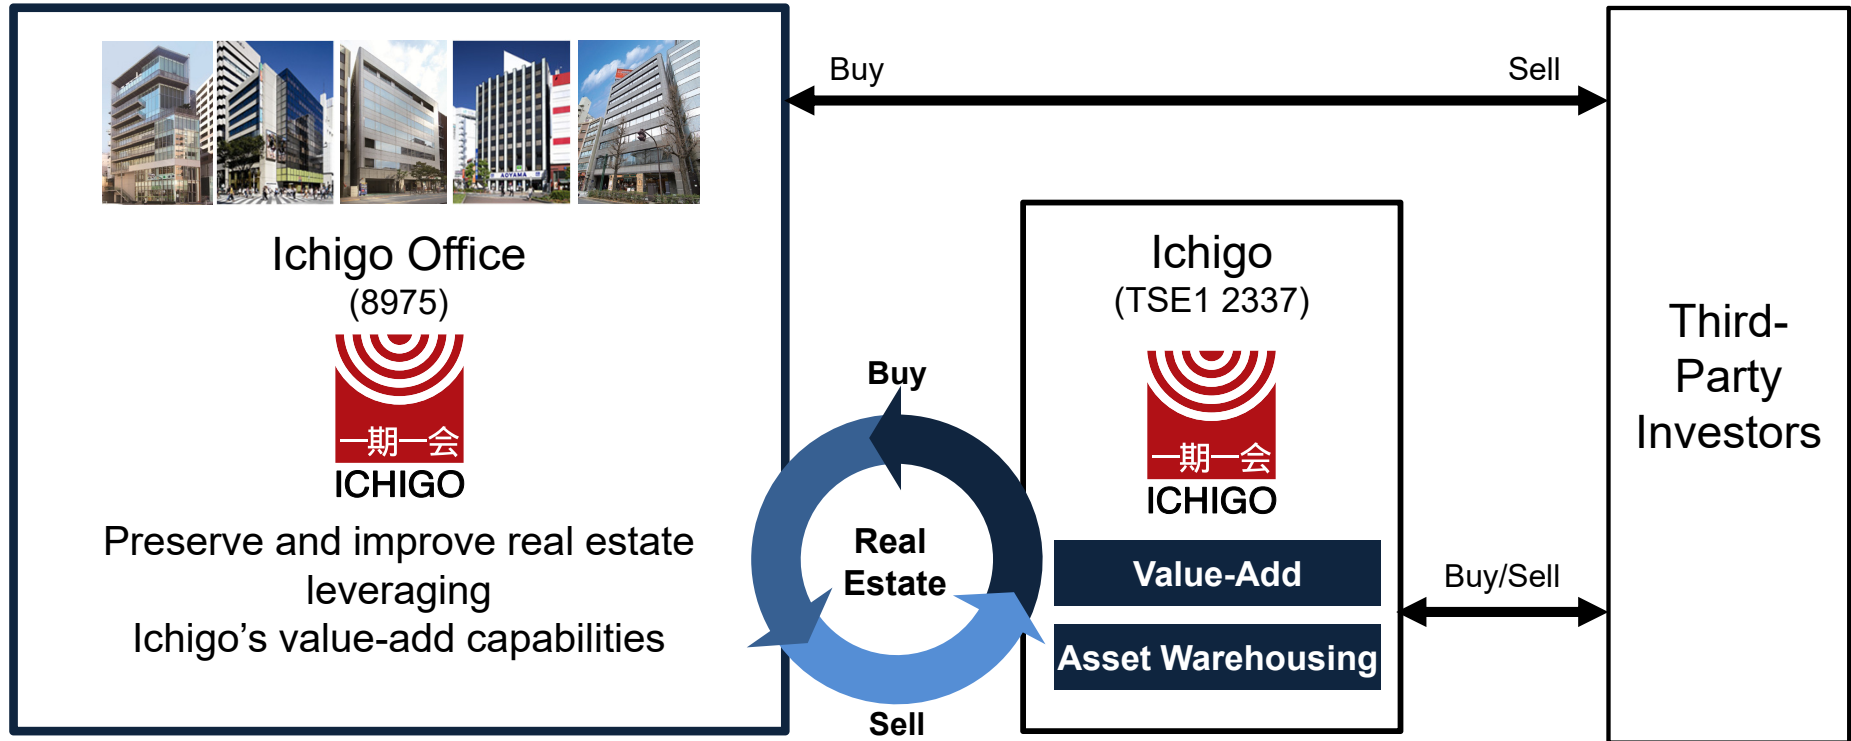 AOYAMA
Ichigo Office
(8975)
一期一会
ICHIGO
Preserve and improve real estate
leveraging
Ichigo’s value-add capabilities
Buy
Real
Estate
Sell
Ichigo
(TSE1 2337)
一期一会
ICHIGO
Value-Add
Asset Warehousing
Buy
Sell
Buy/Sell
Third-
Party
Investors